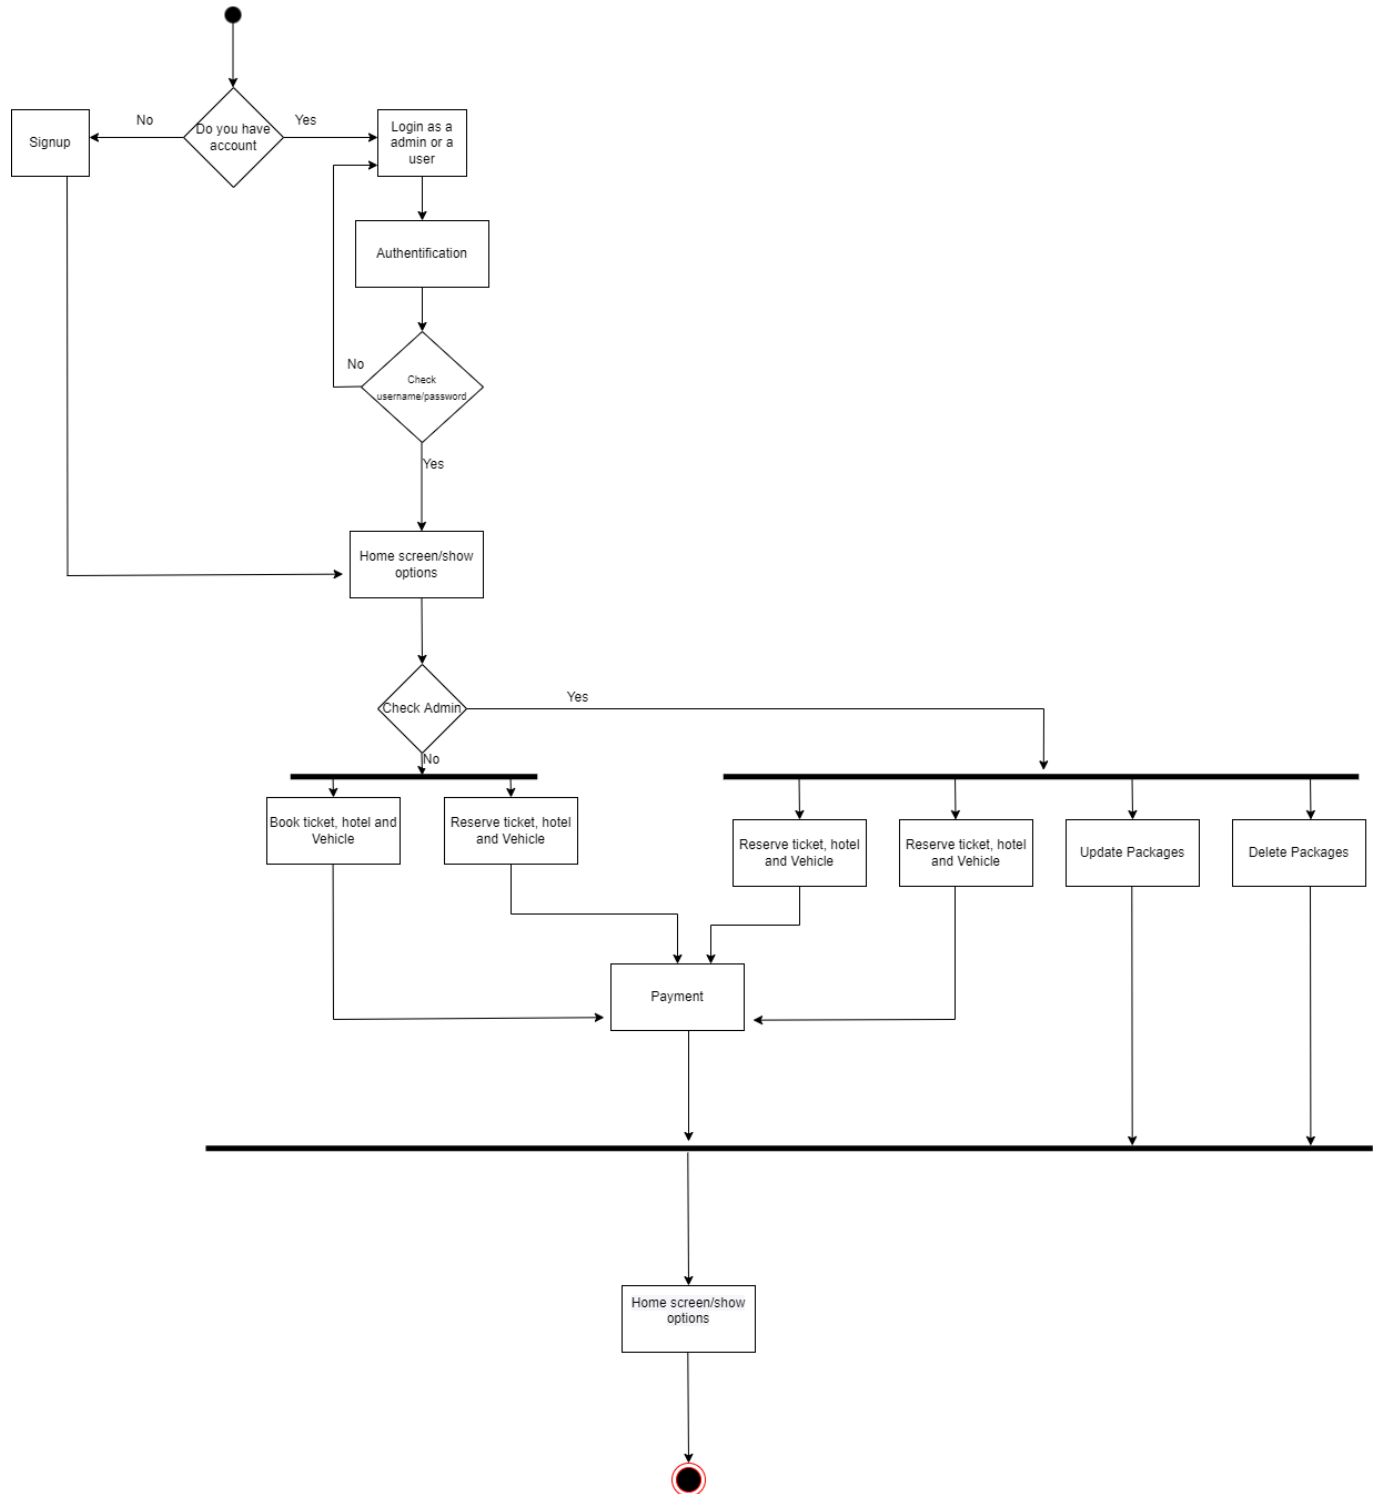 No
Yes
Signup
Do you have
account
Login as a
admin or a
user
Authentification
No
Check
username/password
Yes
Home screen/show
options
Check Admin
Yes
No
Book ticket, hotel and
Vehicle
Reserve ticket, hotel
and Vehicle
Reserve ticket, hotel
and Vehicle
Reserve ticket, hotel
and Vehicle
Update Packages
Delete Packages
Payment
Home screen/show
options